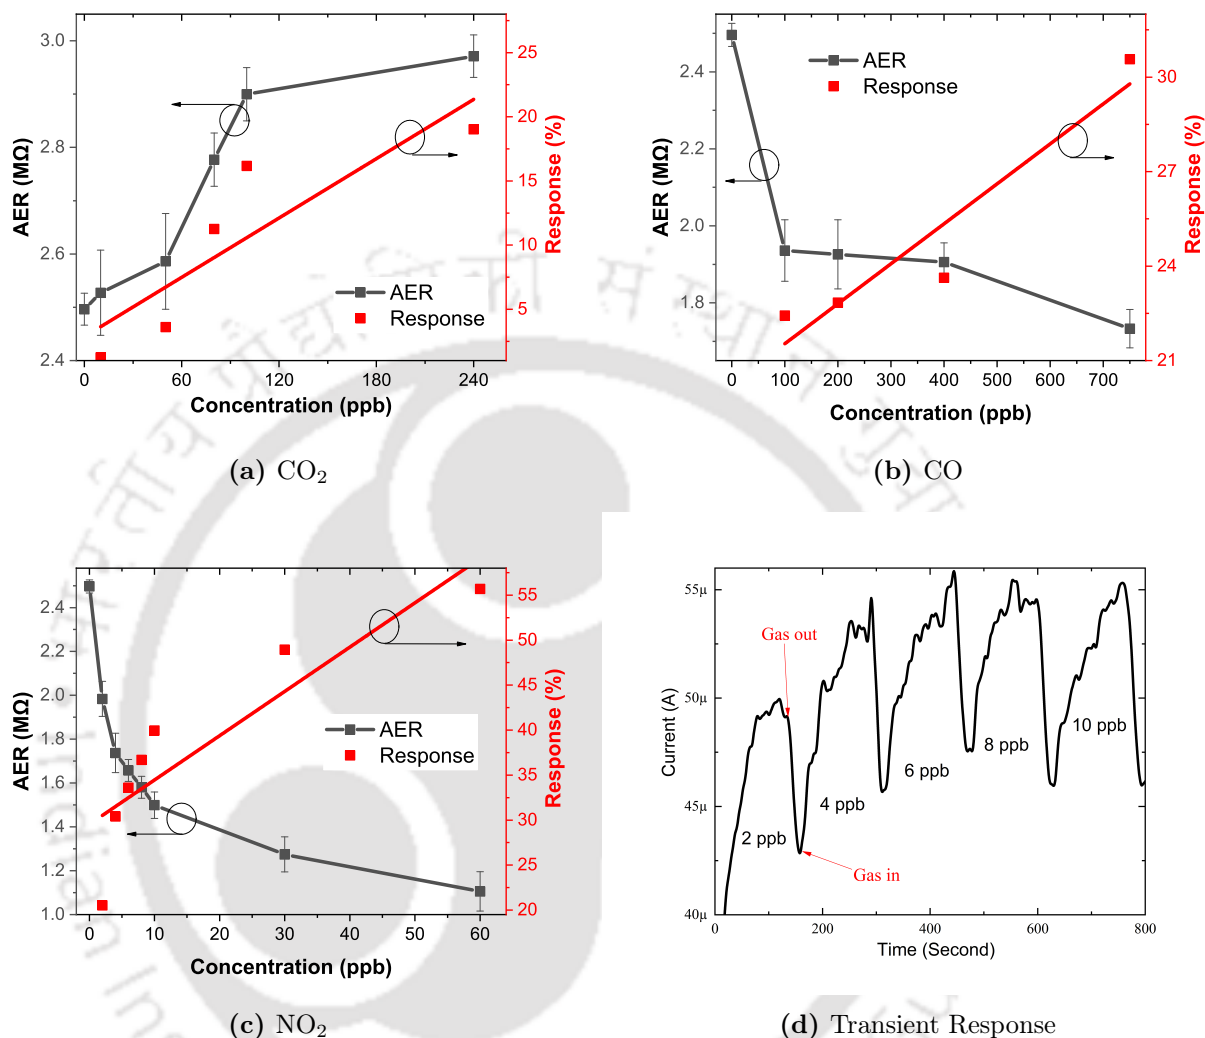 3.0
2.8
2.6
2.4
AER (MΩ)
25
20
15
10
5
Response (%)
AER
Response
0 60 120 180 240
Concentration (ppb)
(a) CO₂
2.4
2.2
2.0
1.8
AER (MΩ)
30
27
24
21
Response (%)
AER
Response
0 100 200 300 400 500 600 700
Concentration (ppb)
(b) CO
2.4
2.2
2.0
1.8
1.6
1.4
1.2
1.0
AER (MΩ)
55
50
45
40
35
30
25
20
Response (%)
AER
Response
0 10 20 30 40 50 60
Concentration (ppb)
(c) NO₂
55μ
50μ
45μ
40μ
Current (A)
Gas out
Gas in
2 ppb
4 ppb
6 ppb
8 ppb
10 ppb
0 200 400 600 800
Time (Second)
(d) Transient Response